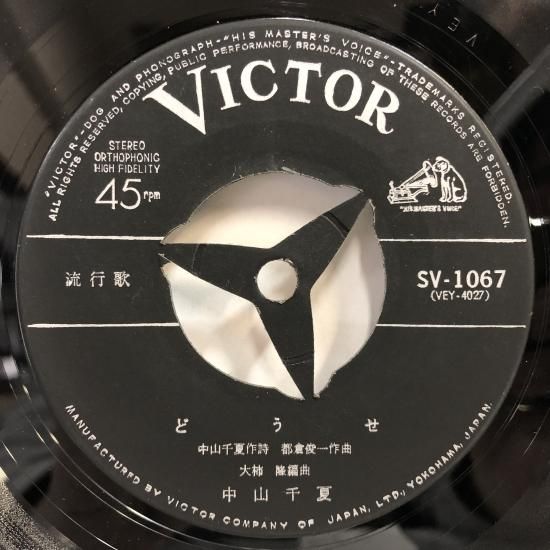 "VICTOR"–DOG AND PHONOGRAPH–"HIS MASTER'S VOICE"–TRADEMARKS REGISTERED.
ALL RIGHTS RESERVED, COPYING, PUBLIC PERFORMANCE, BROADCASTING OF THESE RECORDS ARE FORBIDDEN.
VICTOR
STEREO
ORTHOPHONIC
HIGH FIDELITY
45 rpm
"HIS MASTER'S VOICE"
流行歌
SV-1067
(VEY-4027)
どうせ
中山千夏作詩 都倉俊一作曲
大柿 隆編曲
中山千夏
MANUFACTURED BY VICTOR COMPANY OF JAPAN, LTD., YOKOHAMA, JAPAN.
VEY